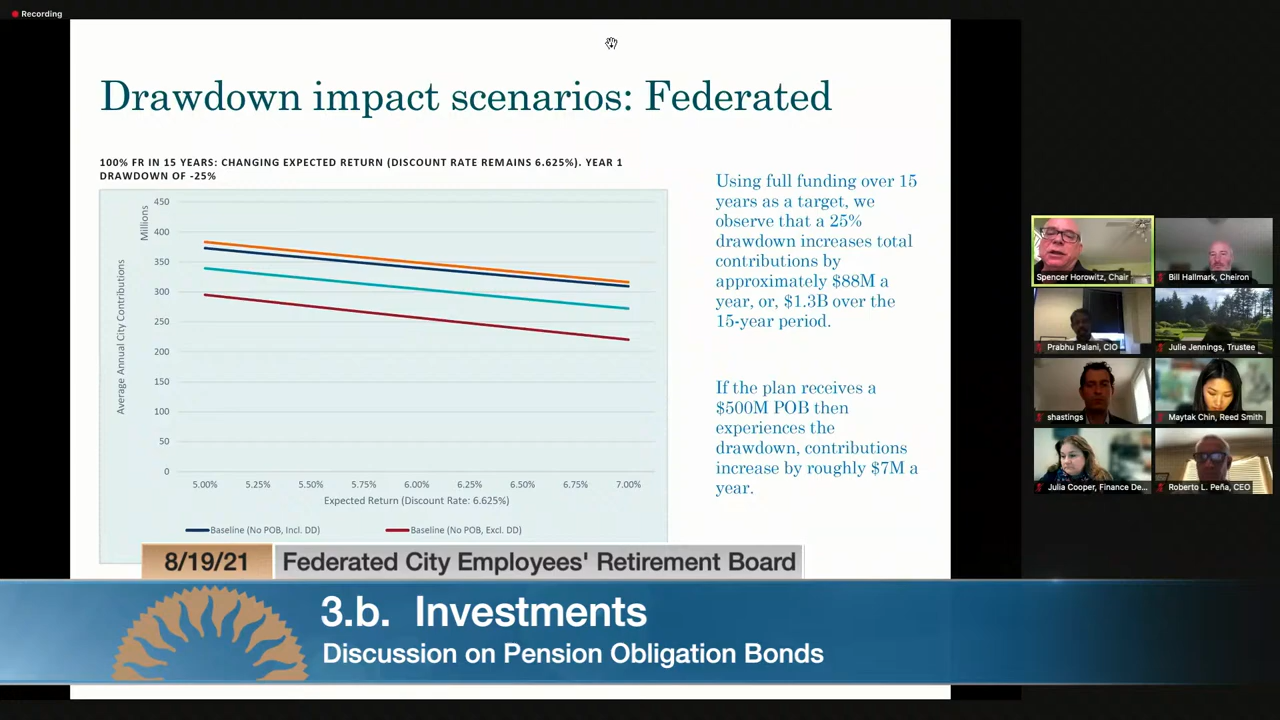 Recording
Drawdown impact scenarios: Federated
100% FR IN 15 YEARS: CHANGING EXPECTED RETURN (DISCOUNT RATE REMAINS 6.625%). YEAR 1
DRAWDOWN OF -25%
Millions
Average Annual City Contributions
450
400
350
300
250
200
150
100
50
0
5.00% 5.25% 5.50% 5.75% 6.00% 6.25% 6.50% 6.75% 7.00%
Expected Return (Discount Rate: 6.625%)
Baseline (No POB, Incl. DD) Baseline (No POB, Excl. DD)
Using full funding over 15
years as a target, we
observe that a 25%
drawdown increases total
contributions by
approximately $88M a
year, or, $1.3B over the
15-year period.
If the plan receives a
$500M POB then
experiences the
drawdown, contributions
increase by roughly $7M a
year.
Spencer Horowitz, Chair
Bill Hallmark, Cheiron
Prabhu Palani, CIO
Julie Jennings, Trustee
shastings
Maytak Chin, Reed Smith
Julia Cooper, Finance De...
Roberto L. Peña, CEO
8/19/21 Federated City Employees' Retirement Board
3.b. Investments
Discussion on Pension Obligation Bonds